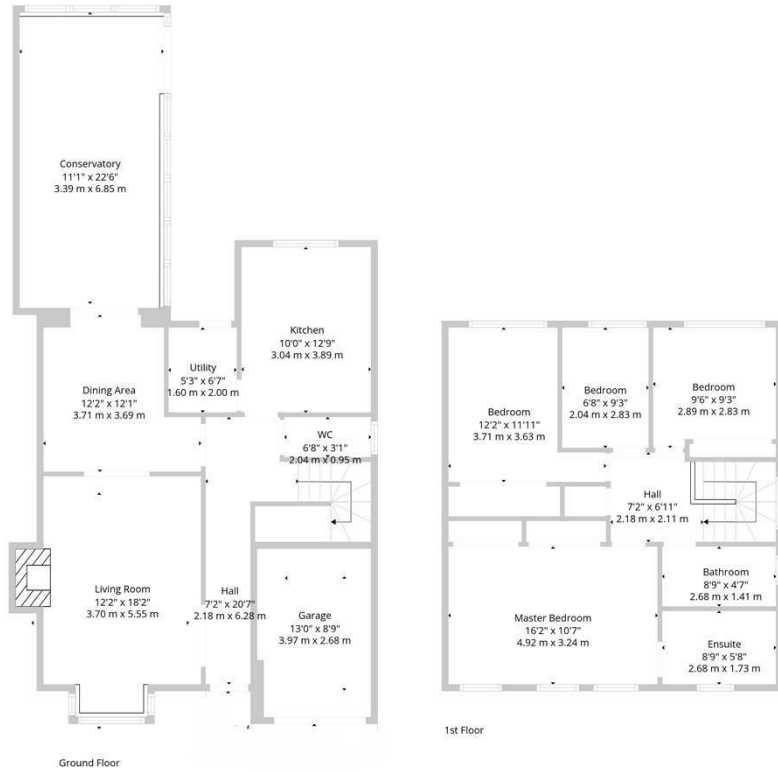 Conservatory
11'1" x 22'6"
3.39 m x 6.85 m
Kitchen
10'0" x 12'9"
3.04 m x 3.89 m
Utility
5'3" x 6'7"
1.60 m x 2.00 m
Dining Area
12'2" x 12'1"
3.71 m x 3.69 m
WC
6'8" x 3'1"
2.04 m x 0.95 m
Living Room
12'2" x 18'2"
3.70 m x 5.55 m
Hall
7'2" x 20'7"
2.18 m x 6.28 m
Garage
13'0" x 8'9"
3.97 m x 2.68 m
Ground Floor
Bedroom
12'2" x 11'11"
3.71 m x 3.63 m
Bedroom
6'8" x 9'3"
2.04 m x 2.83 m
Bedroom
9'6" x 9'3"
2.89 m x 2.83 m
Hall
7'2" x 6'11"
2.18 m x 2.11 m
Bathroom
8'9" x 4'7"
2.68 m x 1.41 m
Master Bedroom
16'2" x 10'7"
4.92 m x 3.24 m
Ensuite
8'9" x 5'8"
2.68 m x 1.73 m
1st Floor